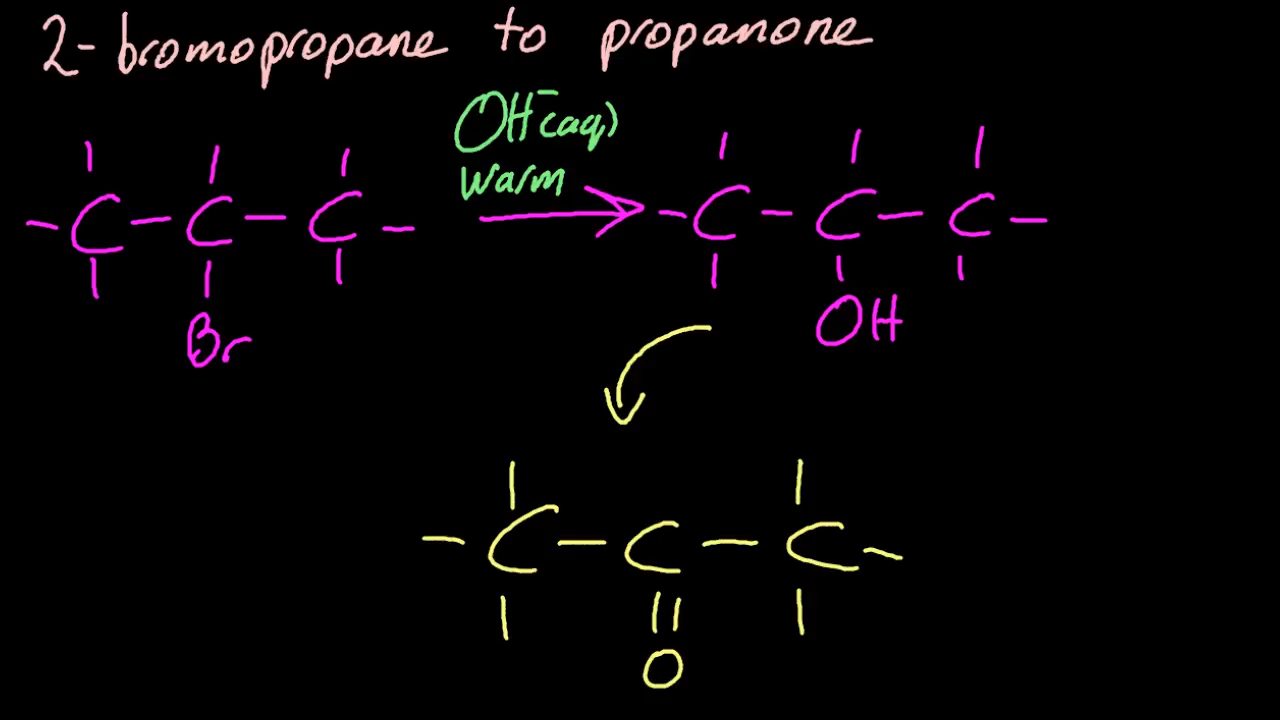 2-bromopropane to propanone
OH⁻(aq)
warm
- C - C - C -
Br
- C - C - C -
OH
- C - C - C -
O